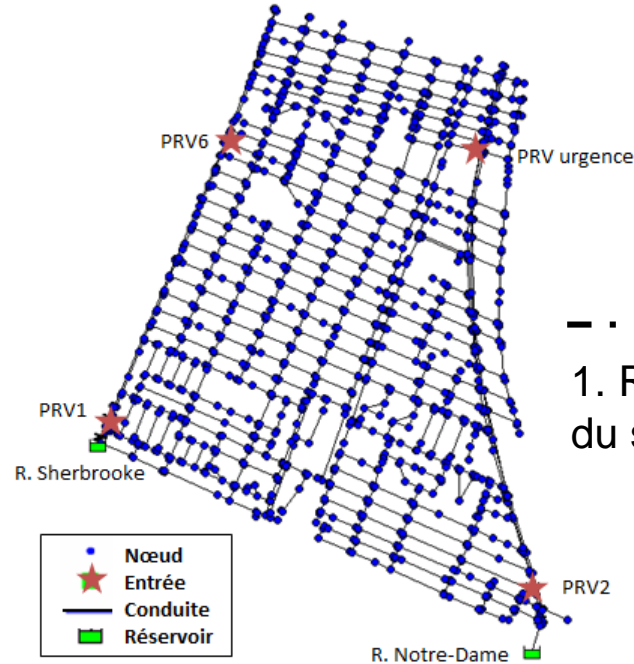 PRV6
PRV urgence
1. R
du s
PRV1
R. Sherbrooke
Nœud
Entrée
Conduite
Réservoir
PRV2
R. Notre-Dame